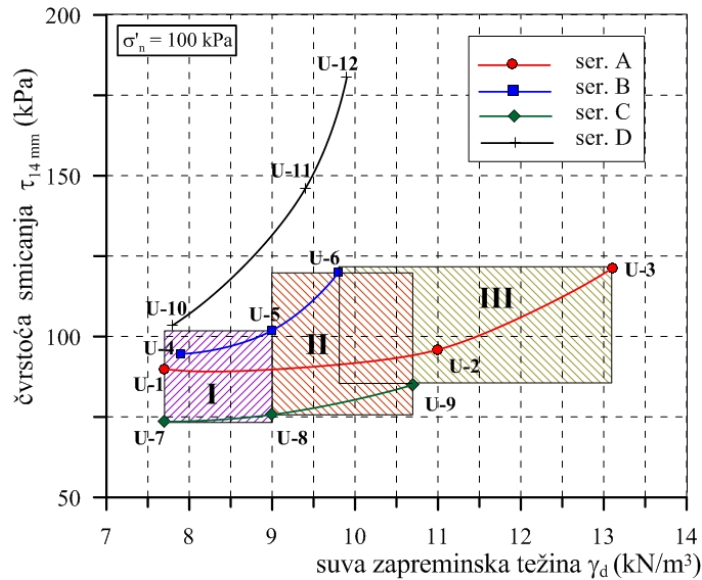 200
σ'n = 100 kPa
U-12
ser. A
ser. B
ser. C
ser. D
150
U-11
U-6
U-3
U-10
U-5
III
100
U-4
II
U-2
U-1
I
U-9
U-7
U-8
50
7 8 9 10 11 12 13 14
čvrstoća smicanja τ14 mm (kPa)
suva zapreminska težina γd (kN/m³)